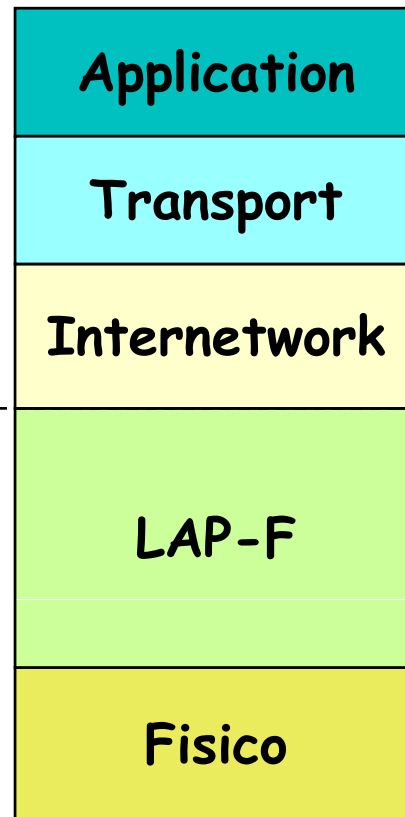 Application
Transport
Internetwork
LAP-F
Fisico